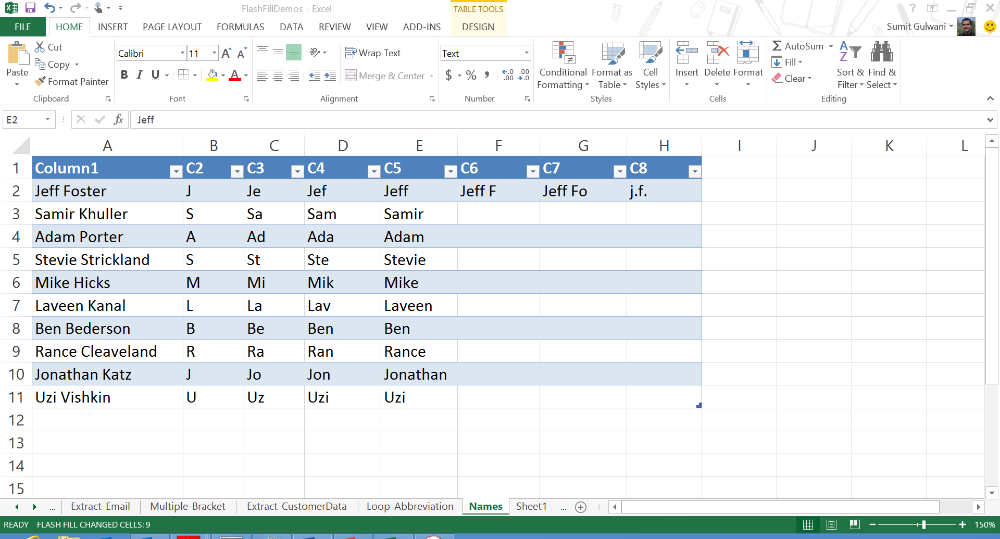 FlashFillDemos - Excel
TABLE TOOLS
?
FILE HOME INSERT PAGE LAYOUT FORMULAS DATA REVIEW VIEW ADD-INS DESIGN
Sumit Gulwani
Paste
Cut
Copy
Format Painter
Clipboard
Calibri 11 A A
B I U A
Font
Wrap Text
Merge & Center
Alignment
Text
$ % , .0 .00 .00 .0
Number
Conditional Formatting
Format as Table
Cell Styles
Styles
Insert Delete Format
Cells
AutoSum
Fill
Clear
Sort & Filter
Find & Select
Editing
E2 fx Jeff
A B C D E F G H I J K L
1 Column1 C2 C3 C4 C5 C6 C7 C8
2 Jeff Foster J Je Jef Jeff Jeff F Jeff Fo j.f.
3 Samir Khuller S Sa Sam Samir
4 Adam Porter A Ad Ada Adam
5 Stevie Strickland S St Ste Stevie
6 Mike Hicks M Mi Mik Mike
7 Laveen Kanal L La Lav Laveen
8 Ben Bederson B Be Ben Ben
9 Rance Cleaveland R Ra Ran Rance
10 Jonathan Katz J Jo Jon Jonathan
11 Uzi Vishkin U Uz Uzi Uzi
12
13
14
15
... Extract-Email Multiple-Bracket Extract-CustomerData Loop-Abbreviation Names Sheet1 ...
READY FLASH FILL CHANGED CELLS: 9 150%